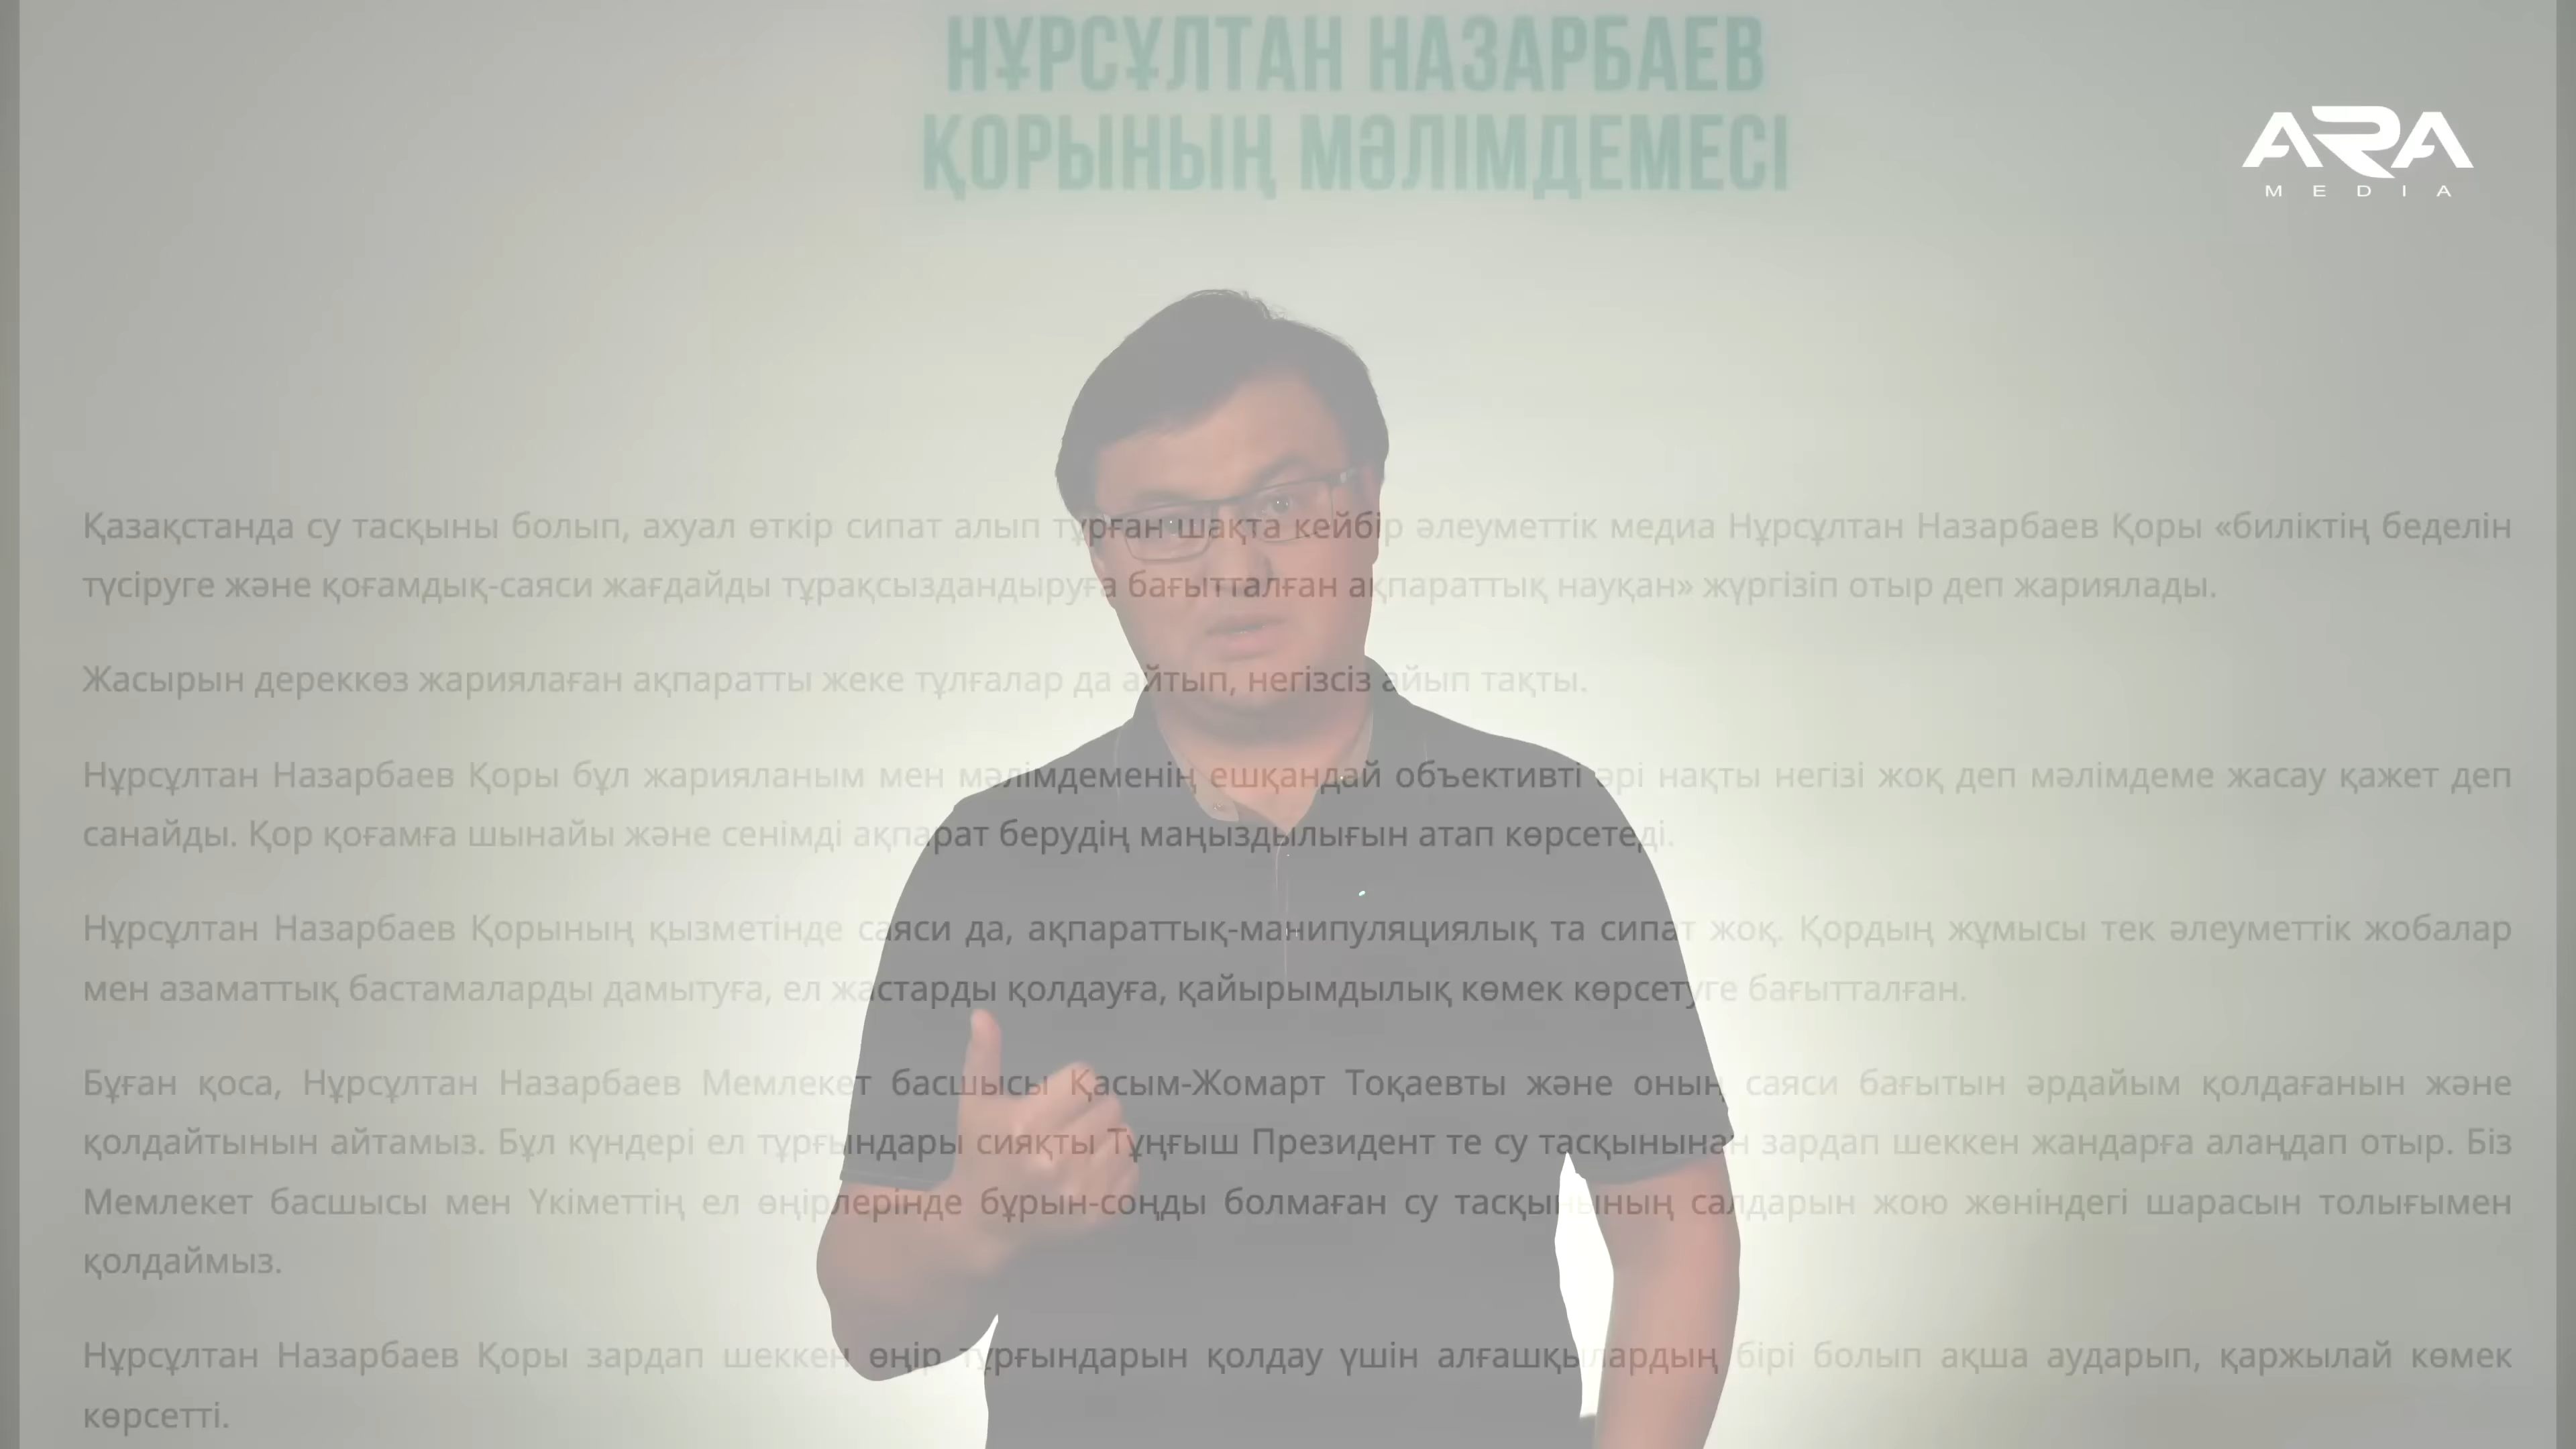 НҰРСҰЛТАН НАЗАРБАЕВ
ҚОРЫНЫҢ МӘЛІМДЕМЕСІ
ARA
MEDIA
Қазақстанда су тасқыны болып, ахуал өткір сипат алып тұрған шақта кейбір әлеуметтік медиа Нұрсұлтан Назарбаев Қоры «биліктің беделін
түсіруге және қоғамдық-саяси жағдайды тұрақсыздандыруға бағытталған ақпараттық науқан» жүргізіп отыр деп жариялады.
Жасырын дереккөз жариялаған ақпаратты жеке тұлғалар да айтып, негізсіз айып тақты.
Нұрсұлтан Назарбаев Қоры бұл жарияланым мен мәлімдеменің ешқандай объективті әрі нақты негізі жоқ деп мәлімдеме жасау қажет деп
санайды. Қор қоғамға шынайы және сенімді ақпарат берудің маңыздылығын атап көрсетеді.
Нұрсұлтан Назарбаев Қорының қызметінде саяси да, ақпараттық-манипуляциялық та сипат жоқ. Қордың жұмысы тек әлеуметтік жобалар
мен азаматтық бастамаларды дамытуға, ел жастарды қолдауға, қайырымдылық көмек көрсетуге бағытталған.
Бұған қоса, Нұрсұлтан Назарбаев Мемлекет басшысы Қасым-Жомарт Тоқаевты және оның саяси бағытын әрдайым қолдағанын және
қолдайтынын айтамыз. Бұл күндері ел тұрғындары сияқты Тұңғыш Президент те су тасқынынан зардап шеккен жандарға алаңдап отыр. Біз
Мемлекет басшысы мен Үкіметтің ел өңірлерінде бұрын-соңды болмаған су тасқынының салдарын жою жөніндегі шарасын толығымен
қолдаймыз.
Нұрсұлтан Назарбаев Қоры зардап шеккен өңір тұрғындарын қолдау үшін алғашқылардың бірі болып ақша аударып, қаржылай көмек
көрсетті.